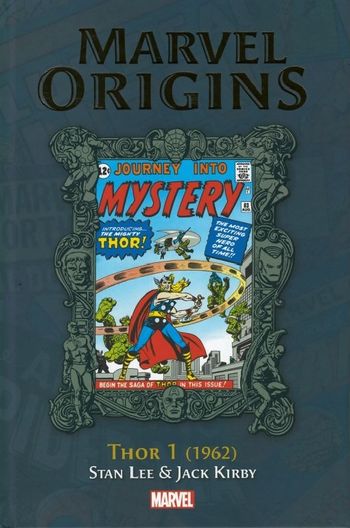 MARVEL
ORIGINS
12¢
JOURNEY INTO
MYSTERY
83
AUG.
INTRODUCING...
THE MIGHTY
THOR!
THE MOST
EXCITING
SUPER
HERO
OF ALL
TIME!!
BEGIN THE SAGA OF THOR IN THIS ISSUE!
THOR 1 (1962)
STAN LEE & JACK KIRBY
MARVEL